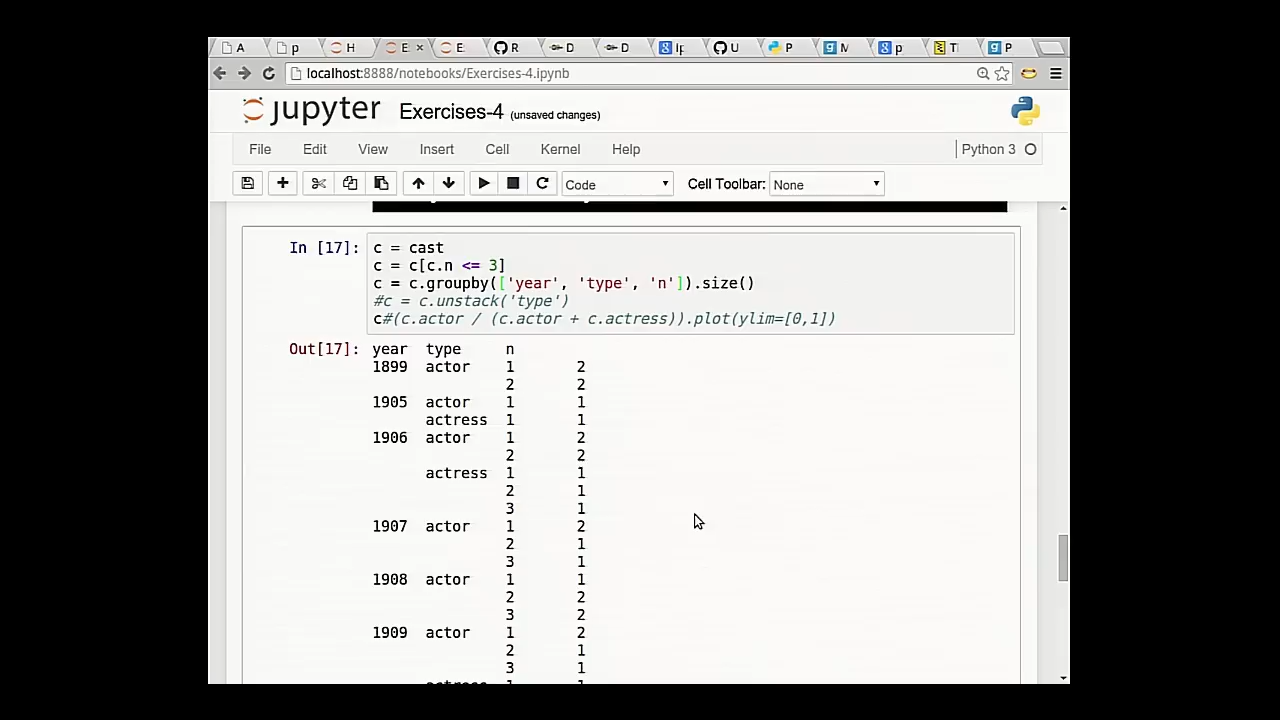 A p H E E: R D D Ip U P M p T P
localhost:8888/notebooks/Exercises-4.ipynb
jupyter Exercises-4 (unsaved changes)
File Edit View Insert Cell Kernel Help Python 3
Code Cell Toolbar: None
In [17]: c = cast
c = c[c.n <= 3]
c = c.groupby(['year', 'type', 'n']).size()
#c = c.unstack('type')
c#(c.actor / (c.actor + c.actress)).plot(ylim=[0,1])
Out[17]: year type n
1899 actor 1 2
2 2
1905 actor 1 1
actress 1 1
1906 actor 1 2
2 2
actress 1 1
2 1
3 1
1907 actor 1 2
2 1
3 1
1908 actor 1 1
2 2
3 2
1909 actor 1 2
2 1
3 1
actress 1 1